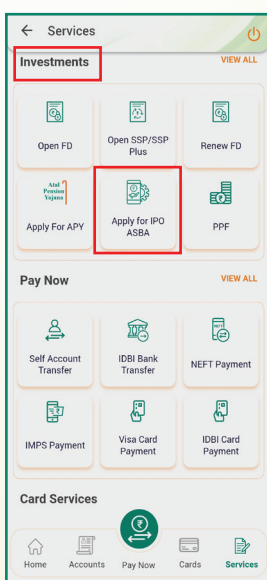 Services
Investments VIEW ALL
Open FD
Open SSP/SSP
Plus
Renew FD
Atal
Pension
Yojana
Apply For APY
Apply for IPO
ASBA
PPF
Pay Now VIEW ALL
Self Account
Transfer
IDBI Bank
Transfer
NEFT
NEFT Payment
IMPS Payment
Visa Card
Payment
IDBI Card
Payment
Card Services
Home Accounts Pay Now Cards Services